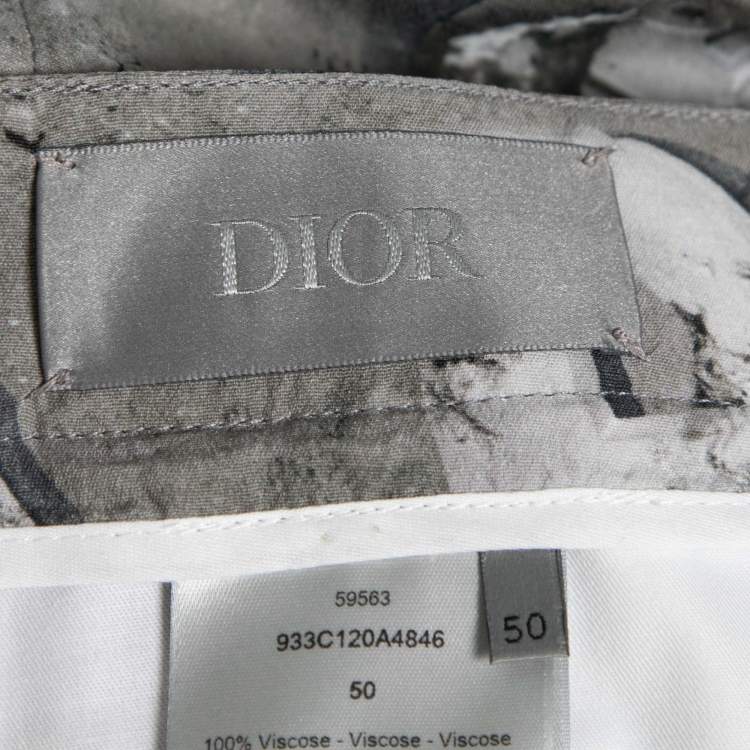 DIOR
59563
933C120A4846
50
50
100% Viscose - Viscose - Viscose